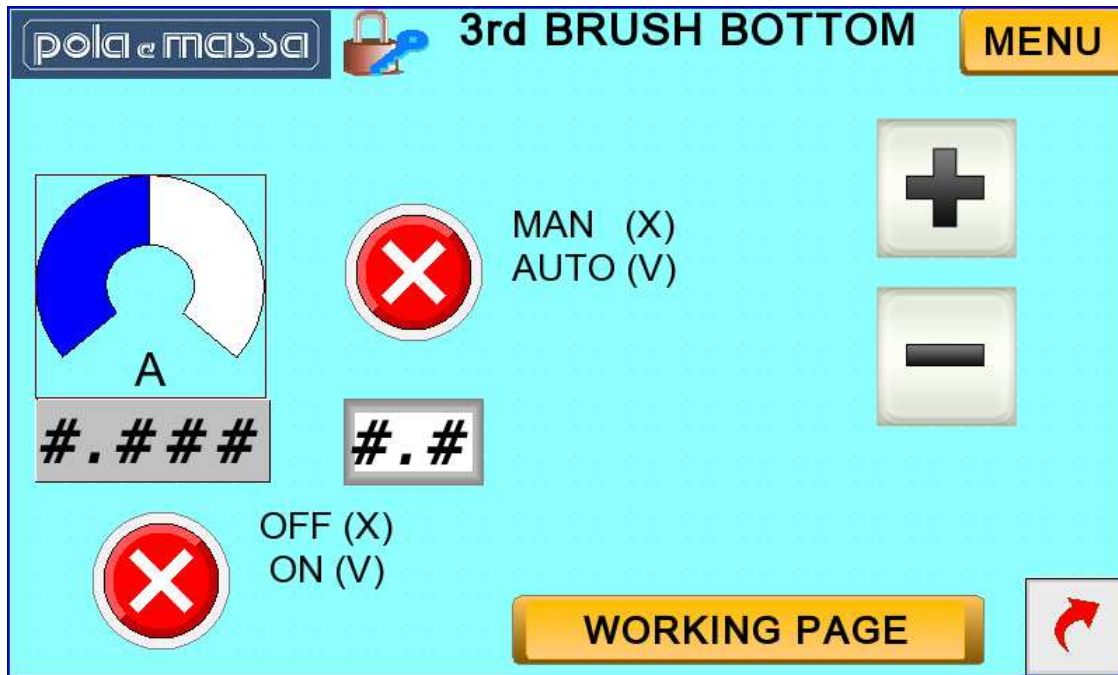 pola e massa
3rd BRUSH BOTTOM
MENU
MAN (X)
AUTO (V)
A
#.###
#.#
OFF (X)
ON (V)
WORKING PAGE